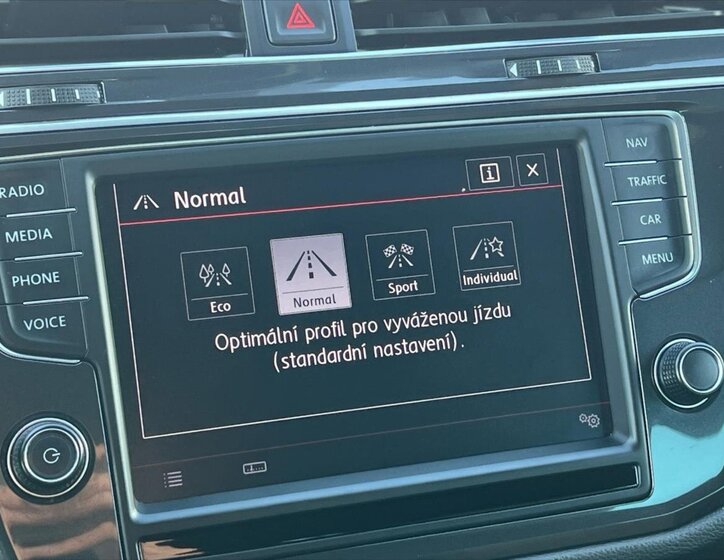 RADIO
MEDIA
PHONE
VOICE
NAV
TRAFFIC
CAR
MENU
Normal
i X
Eco
Normal
Sport
Individual
Optimální profil pro vyváženou jízdu
(standardní nastavení).